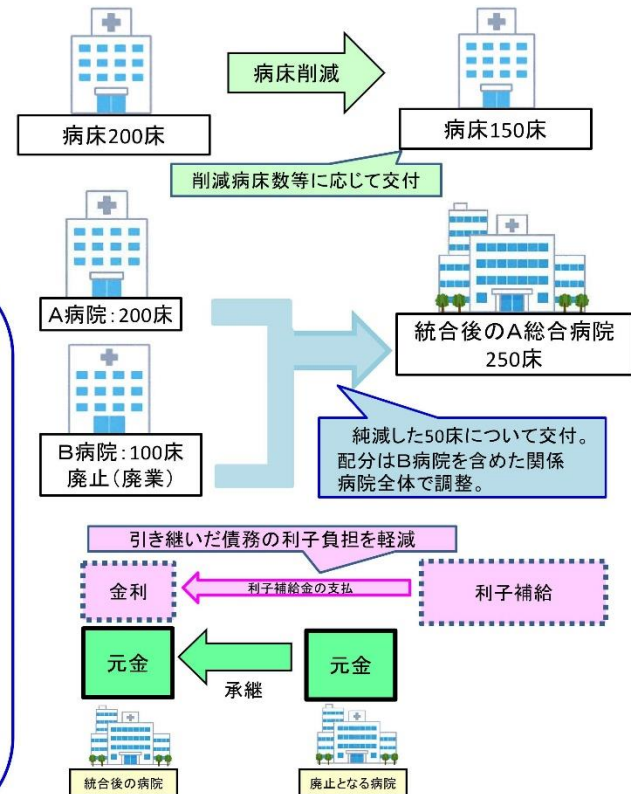 病床削減
病床200床
病床150床
削減病床数等に応じて交付
A病院:200床
B病院:100床
廃止(廃業)
統合後のA総合病院
250床
純減した50床について交付。
配分はB病院を含めた関係
病院全体で調整。
引き継いだ債務の利子負担を軽減
金利
利子補給金の支払
利子補給
元金
承継
元金
統合後の病院
廃止となる病院